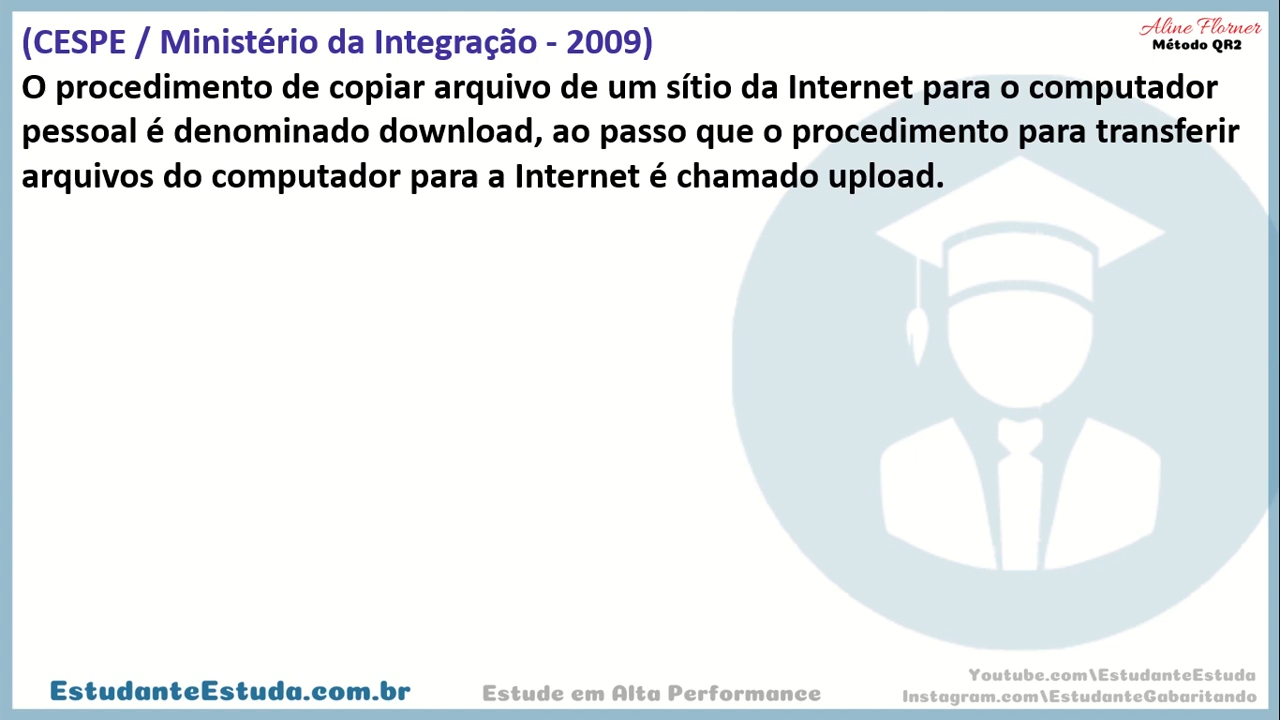 (CESPE / Ministério da Integração - 2009)
Aline Florner
Método QR2
O procedimento de copiar arquivo de um sítio da Internet para o computador
pessoal é denominado download, ao passo que o procedimento para transferir
arquivos do computador para a Internet é chamado upload.
EstudanteEstuda.com.br
Estude em Alta Performance
Youtube.com\EstudanteEstuda
Instagram.com\EstudanteGabaritando